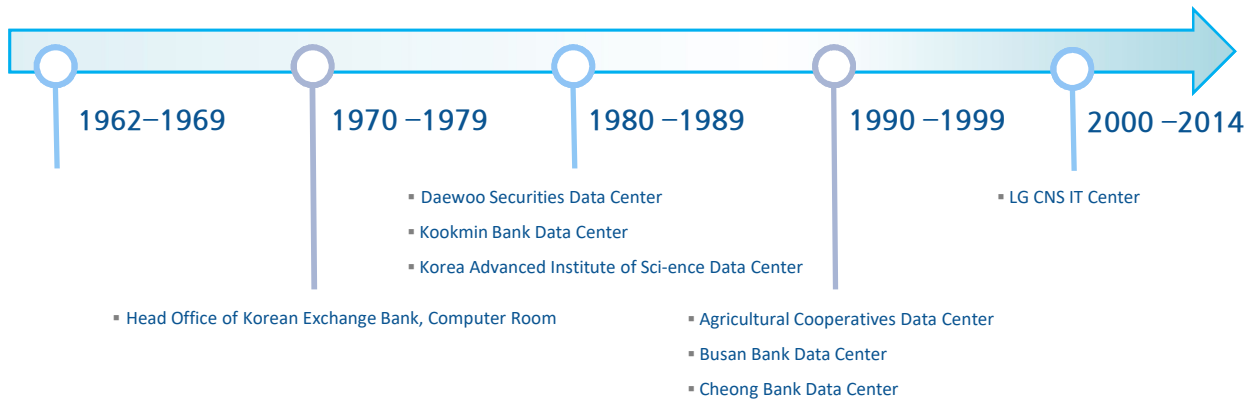 1962–1969
1970 –1979
1980 –1989
1990 –1999
2000 –2014
▪ Daewoo Securities Data Center
▪ Kookmin Bank Data Center
▪ Korea Advanced Institute of Sci-ence Data Center
▪ LG CNS IT Center
▪ Head Office of Korean Exchange Bank, Computer Room
▪ Agricultural Cooperatives Data Center
▪ Busan Bank Data Center
▪ Cheong Bank Data Center